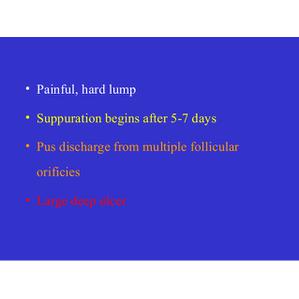 • Painful, hard lump
• Suppuration begins after 5-7 days
• Pus discharge from multiple follicular
orificies
• Large deep ulcer